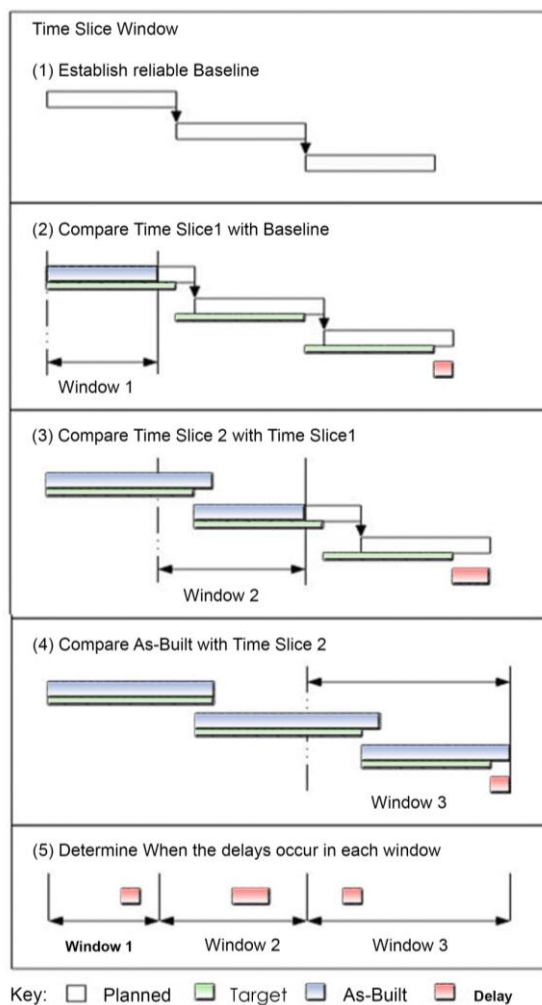 Time Slice Window
(1) Establish reliable Baseline
(2) Compare Time Slice1 with Baseline
Window 1
(3) Compare Time Slice 2 with Time Slice1
Window 2
(4) Compare As-Built with Time Slice 2
Window 3
(5) Determine When the delays occur in each window
Window 1 Window 2 Window 3
Key: Planned Target As-Built Delay